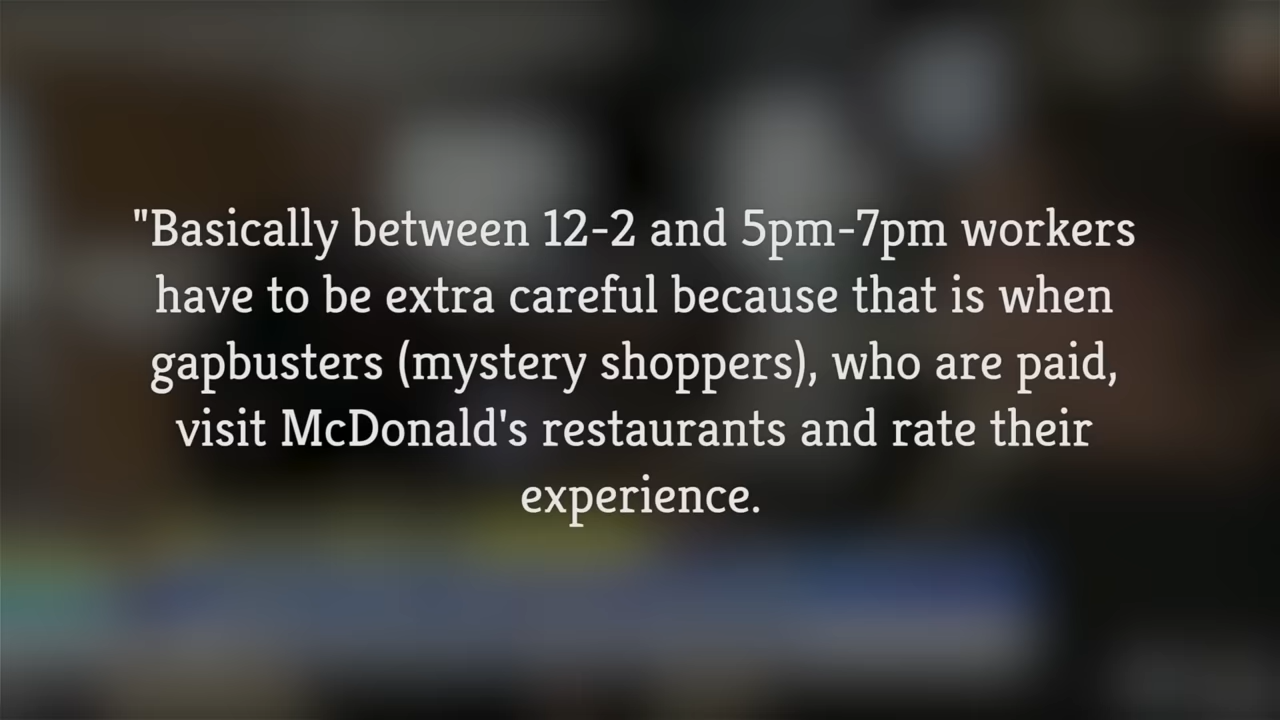 "Basically between 12-2 and 5pm-7pm workers
have to be extra careful because that is when
gapbusters (mystery shoppers), who are paid,
visit McDonald's restaurants and rate their
experience.